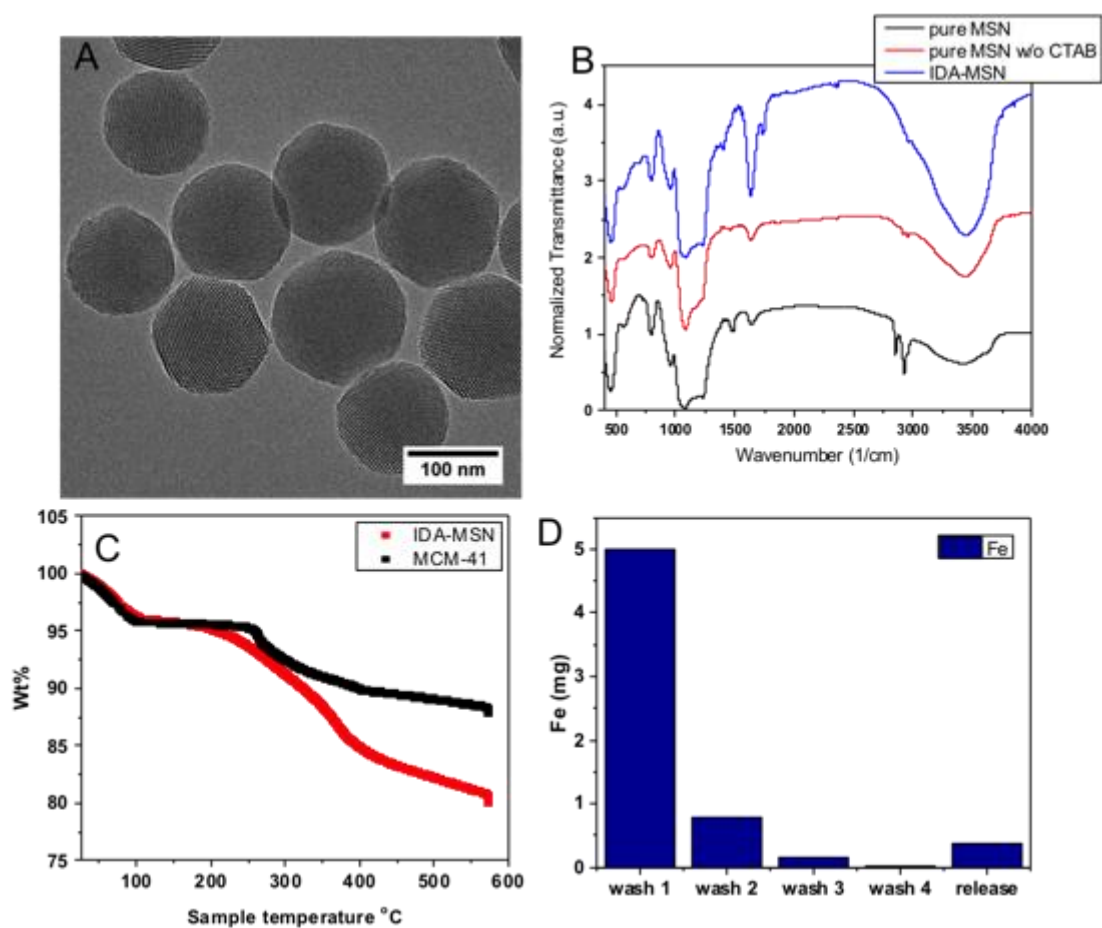 A
100 nm
B
pure MSN
pure MSN w/o CTAB
IDA-MSN
Normalized Transmittance (a.u)
4
3
2
1
0
500 1000 1500 2000 2500 3000 3500 4000
Wavenumber (1/cm)
C
IDA-MSN
MCM-41
Wt%
105
100
95
90
85
80
75
100 200 300 400 500 600
Sample temperature °C
D
Fe
Fe (mg)
5
4
3
2
1
0
wash 1 wash 2 wash 3 wash 4 release